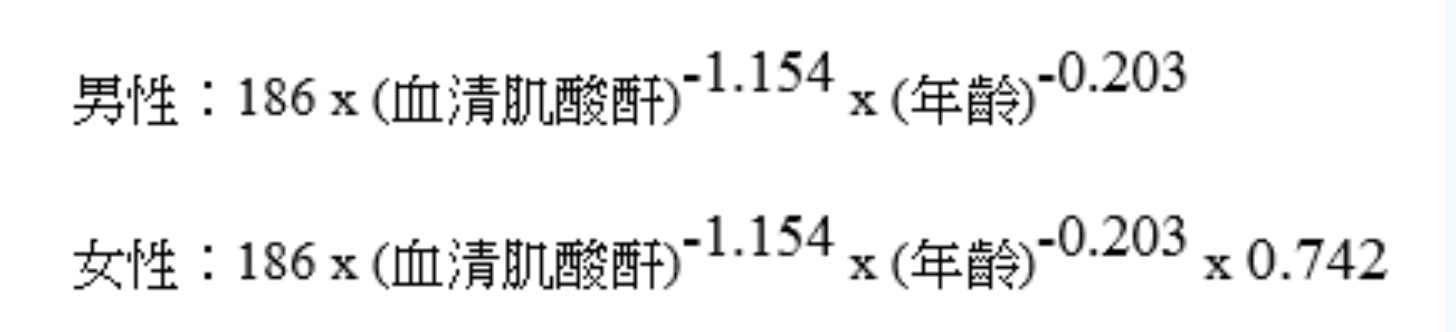 男性：186 x (血清肌酸酐)-1.154 x (年齡)-0.203
女性：186 x (血清肌酸酐)-1.154 x (年齡)-0.203 x 0.742